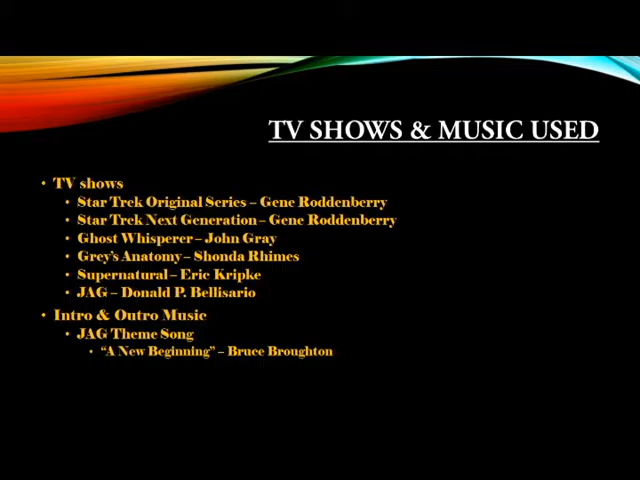 TV SHOWS & MUSIC USED
• TV shows
• Star Trek Original Series – Gene Roddenberry
• Star Trek Next Generation – Gene Roddenberry
• Ghost Whisperer – John Gray
• Grey's Anatomy – Shonda Rhimes
• Supernatural – Eric Kripke
• JAG – Donald P. Bellisario
• Intro & Outro Music
• JAG Theme Song
• "A New Beginning" – Bruce Broughton